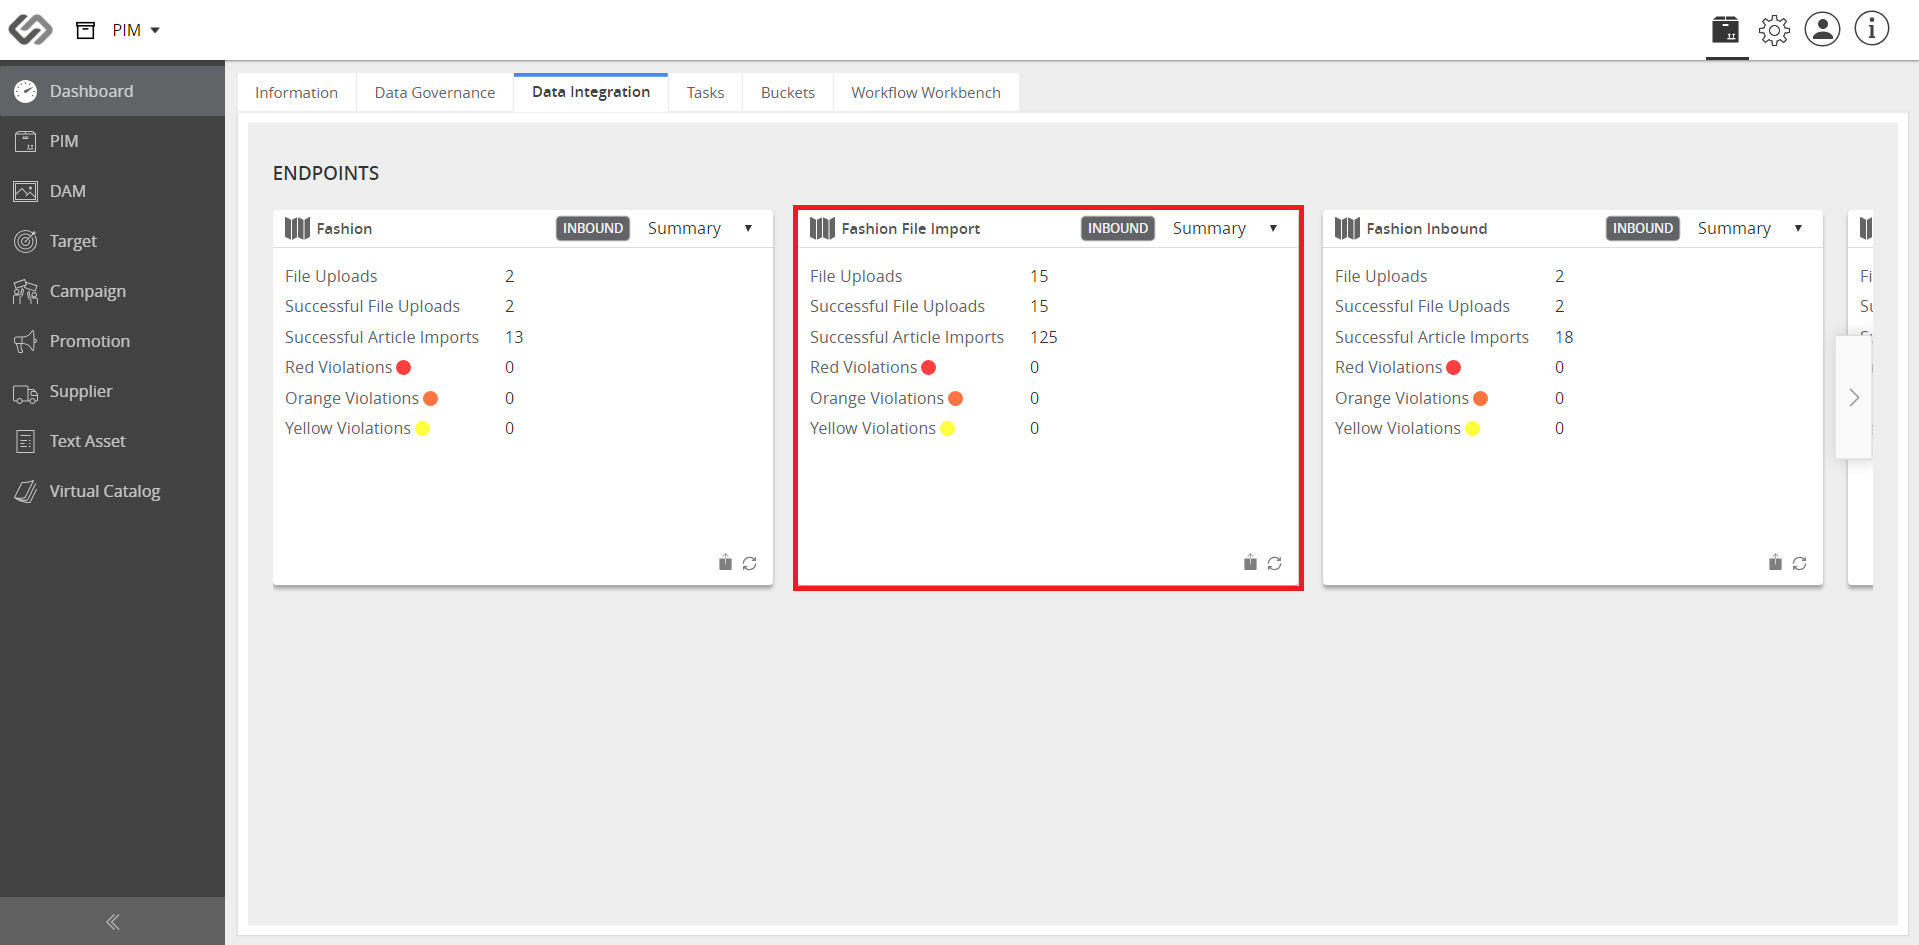 PIM
Dashboard
PIM
DAM
Target
Campaign
Promotion
Supplier
Text Asset
Virtual Catalog
Information Data Governance Data Integration Tasks Buckets Workflow Workbench
ENDPOINTS
Fashion INBOUND Summary
File Uploads 2
Successful File Uploads 2
Successful Article Imports 13
Red Violations 0
Orange Violations 0
Yellow Violations 0
Fashion File Import INBOUND Summary
File Uploads 15
Successful File Uploads 15
Successful Article Imports 125
Red Violations 0
Orange Violations 0
Yellow Violations 0
Fashion Inbound INBOUND Summary
File Uploads 2
Successful File Uploads 2
Successful Article Imports 18
Red Violations 0
Orange Violations 0
Yellow Violations 0